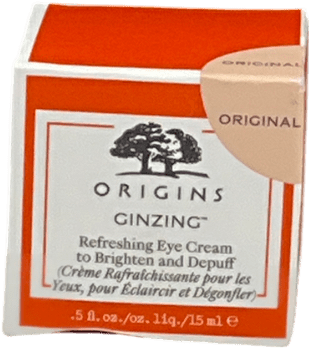 ORIGINAL
ORIGINAL
ORIGINS
GINZING™
Refreshing Eye Cream
to Brighten and Depuff
(Crème Rafraîchissante pour les
Yeux, pour Éclaircir et Dégonfler)
.5 fl. oz./oz. liq./15 ml e